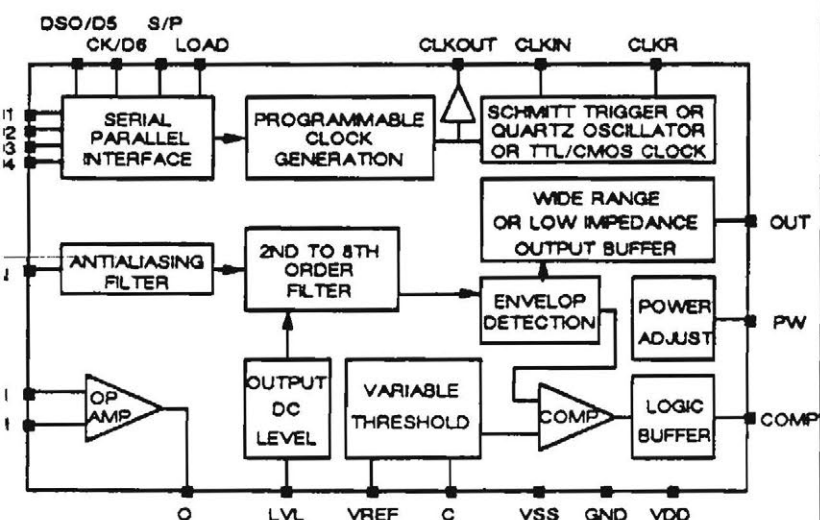 DSO/D5 S/P
CK/D6 LOAD
CLKOUT
CLKIN
CLKR
SERIAL
PARALLEL
INTERFACE
PROGRAMMABLE
CLOCK
GENERATION
SCHMITT TRIGGER OR
QUARTZ OSCILLATOR
OR TTL/CMOS CLOCK
WIDE RANGE
OR LOW IMPEDANCE
OUTPUT BUFFER
OUT
ANTIALIASING
FILTER
2ND TO 8TH
ORDER
FILTER
ENVELOP
DETECTION
POWER
ADJUST
PW
OP
AMP
OUTPUT
DC
LEVEL
VARIABLE
THRESHOLD
COMP
LOGIC
BUFFER
COMP
O
LVL
VREF
C
VSS
GND
VDD